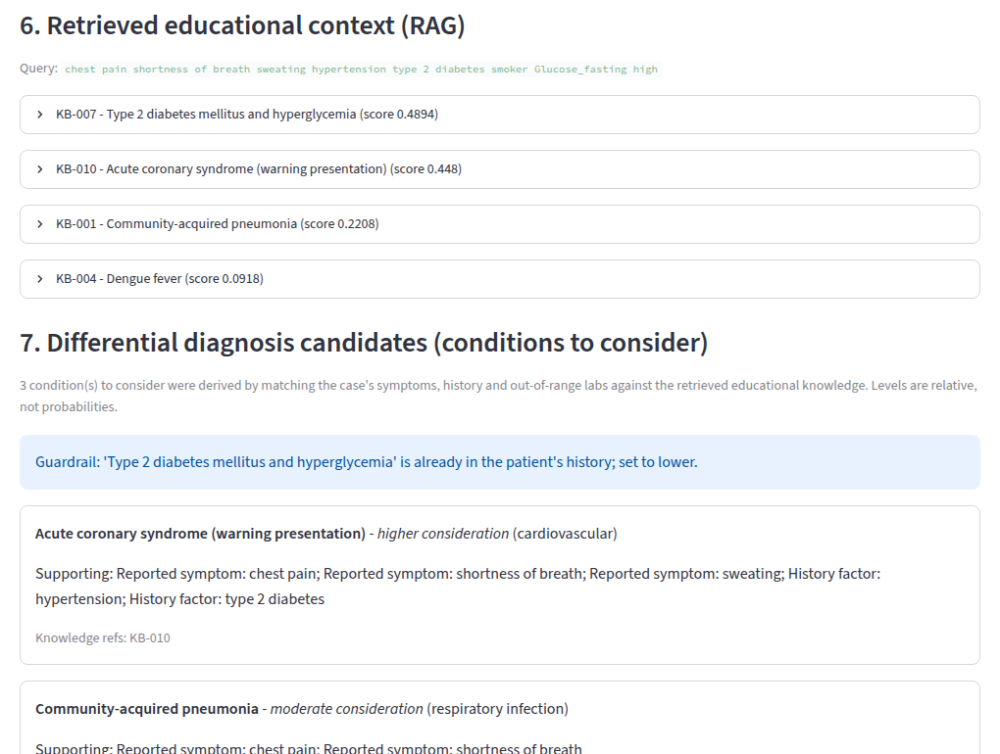 6. Retrieved educational context (RAG)
Query: chest pain shortness of breath sweating hypertension type 2 diabetes smoker Glucose_fasting high
KB-007 - Type 2 diabetes mellitus and hyperglycemia (score 0.4894)
KB-010 - Acute coronary syndrome (warning presentation) (score 0.448)
KB-001 - Community-acquired pneumonia (score 0.2208)
KB-004 - Dengue fever (score 0.0918)
7. Differential diagnosis candidates (conditions to consider)
3 condition(s) to consider were derived by matching the case's symptoms, history and out-of-range labs against the retrieved educational knowledge. Levels are relative,
not probabilities.
Guardrail: 'Type 2 diabetes mellitus and hyperglycemia' is already in the patient's history; set to lower.
Acute coronary syndrome (warning presentation) - higher consideration (cardiovascular)
Supporting: Reported symptom: chest pain; Reported symptom: shortness of breath; Reported symptom: sweating; History factor:
hypertension; History factor: type 2 diabetes
Knowledge refs: KB-010
Community-acquired pneumonia - moderate consideration (respiratory infection)
Supporting: Reported symptom: chest pain; Reported symptom: shortness of breath